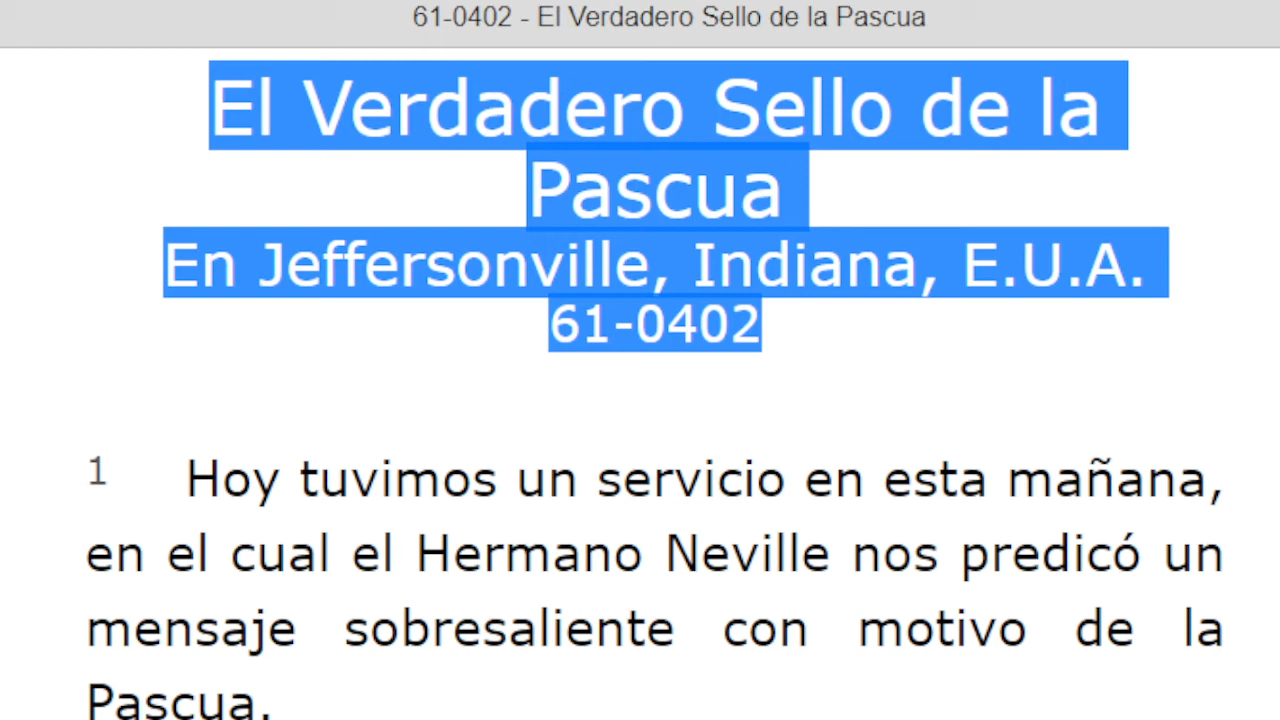 61-0402 - El Verdadero Sello de la Pascua
El Verdadero Sello de la
Pascua
En Jeffersonville, Indiana, E.U.A.
61-0402
1 Hoy tuvimos un servicio en esta mañana,
en el cual el Hermano Neville nos predicó un
mensaje sobresaliente con motivo de la
Pascua.